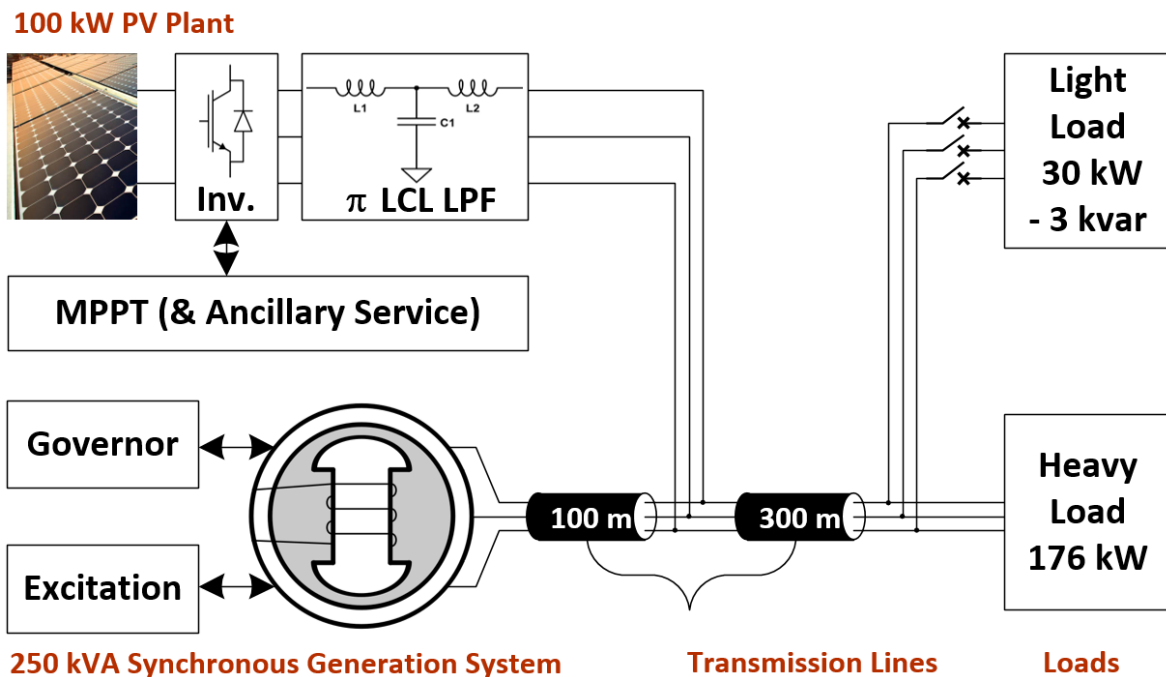 100 kW PV Plant
L1
L2
C1
Inv.
π LCL LPF
MPPT (& Ancillary Service)
Light
Load
30 kW
- 3 kvar
Governor
Excitation
100 m
300 m
Heavy
Load
176 kW
250 kVA Synchronous Generation System
Transmission Lines
Loads